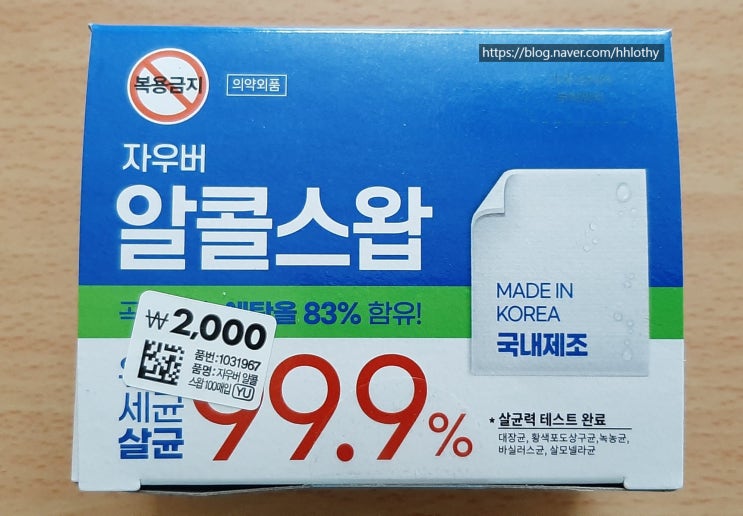 https://blog.naver.com/hhlothy
복용금지
의약외품
자우버
알콜스왑
에탄올 83% 함유!
MADE IN
KOREA
국내제조
₩2,000
품번:1031967
품명:자우버 알콜
스왑100매입 YU
세균
살균
99.9%
* 살균력 테스트 완료
대장균, 황색포도상구균,녹농균,
바실러스균, 살모넬라균